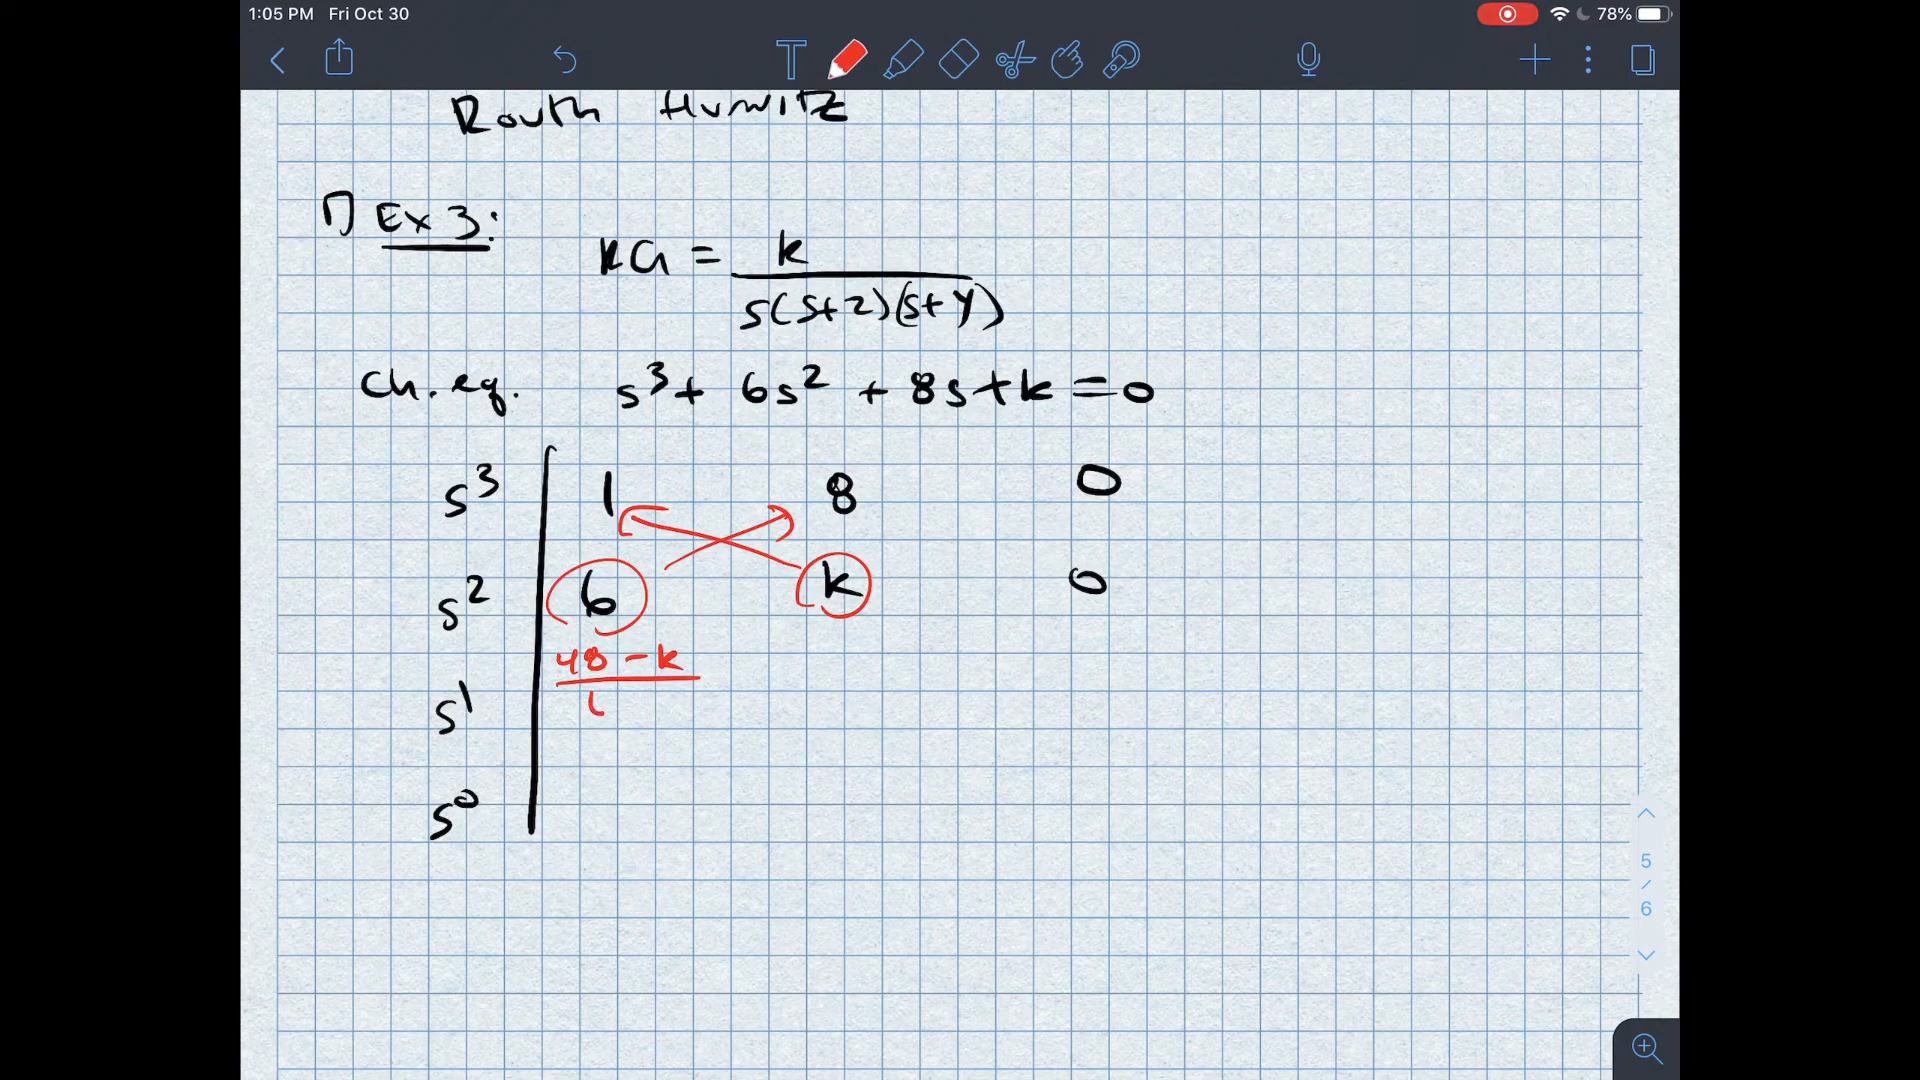 1:05 PM Fri Oct 30
78%
Routh Hurwitz
1) Ex 3:
KG = k
s(s+2)(s+4)
Ch. eq. s³ + 6s² + 8s + k = 0
s³ 1 8 0
s² 6 k 0
48 - k
s¹
s⁰
5
/
6